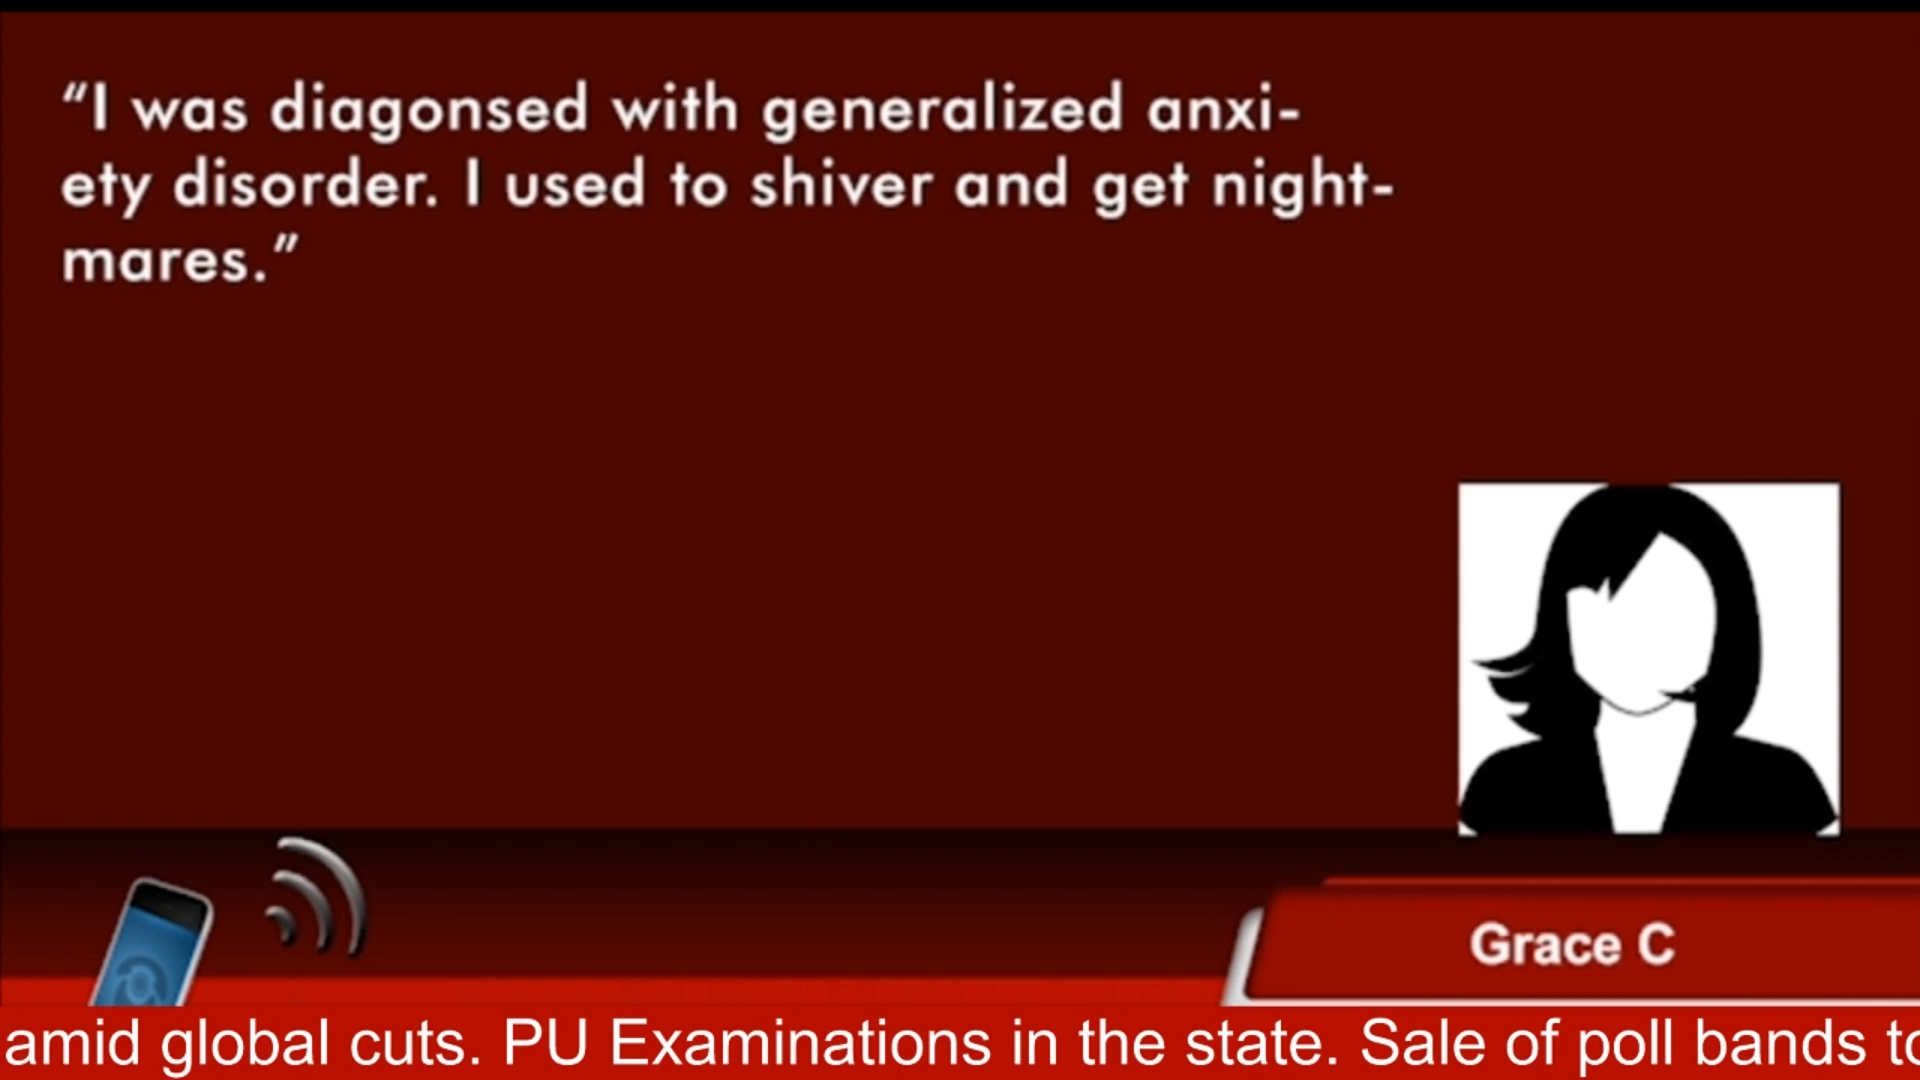 “I was diagonsed with generalized anxi-
ety disorder. I used to shiver and get night-
mares.”
Grace C
amid global cuts. PU Examinations in the state. Sale of poll bands to